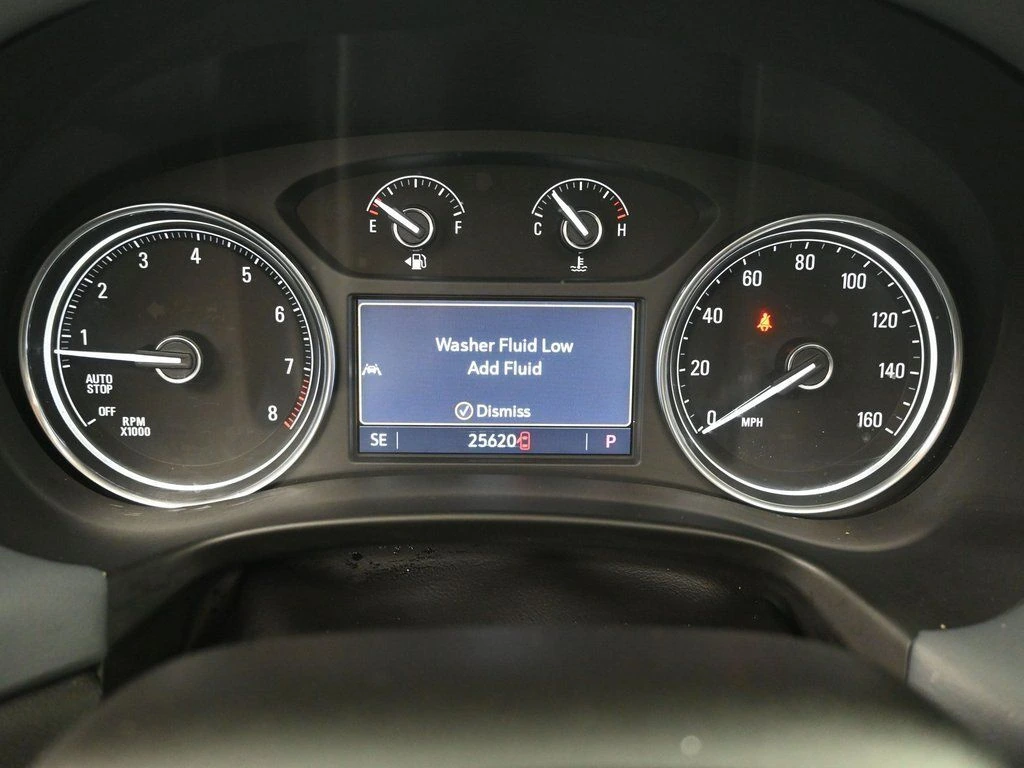 E F
C H
1 2 3 4 5 6 7 8
AUTO
STOP
OFF
RPM
X1000
Washer Fluid Low
Add Fluid
Dismiss
SE 25620 P
0 20 40 60 80 100 120 140 160
MPH